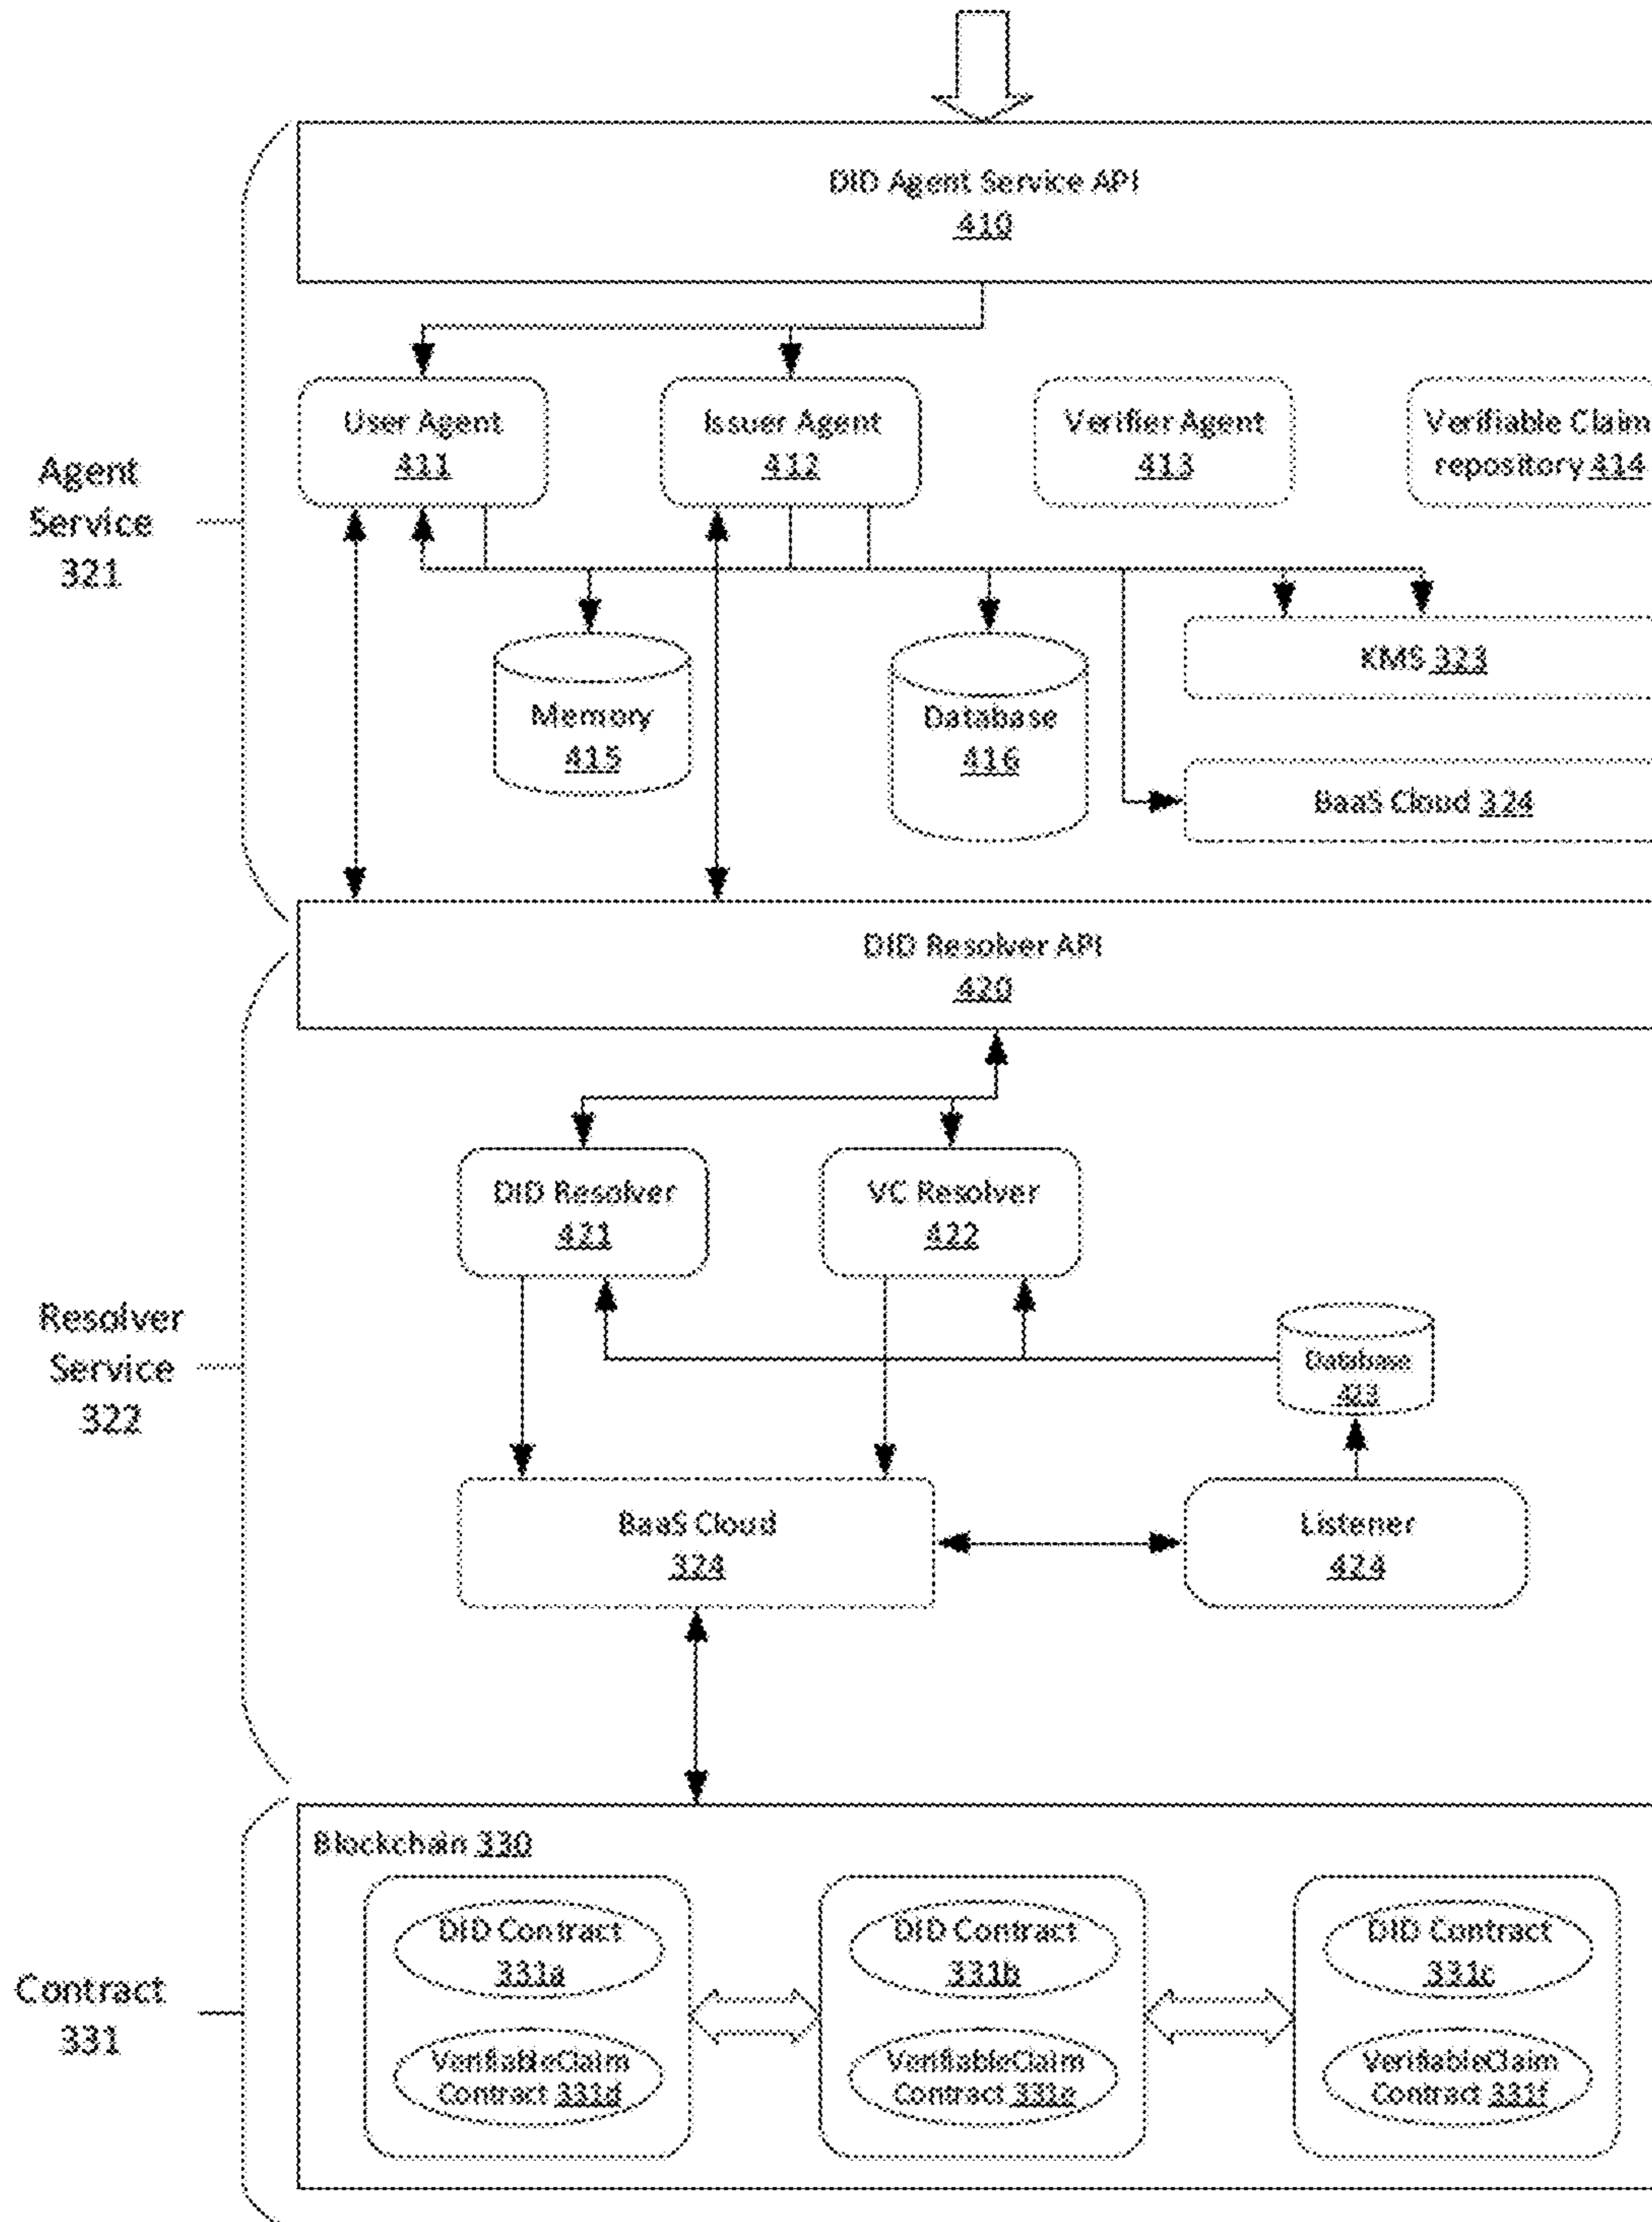 DID Agent Service API
410
User Agent
411
Issuer Agent
412
Verifier Agent
413
Verifiable Claim
repository 414
Agent
Service
321
KMS 323
Memory
415
Database
416
BaaS Cloud 324
DID Resolver API
420
DID Resolver
421
VC Resolver
422
Resolver
Service
322
Database
423
BaaS Cloud
324
Listener
424
Blockchain 330
DID Contract
331a
DID Contract
331b
DID Contract
331c
Contract
331
VerifiableClaim
Contract 331d
VerifiableClaim
Contract 331e
VerifiableClaim
Contract 331f